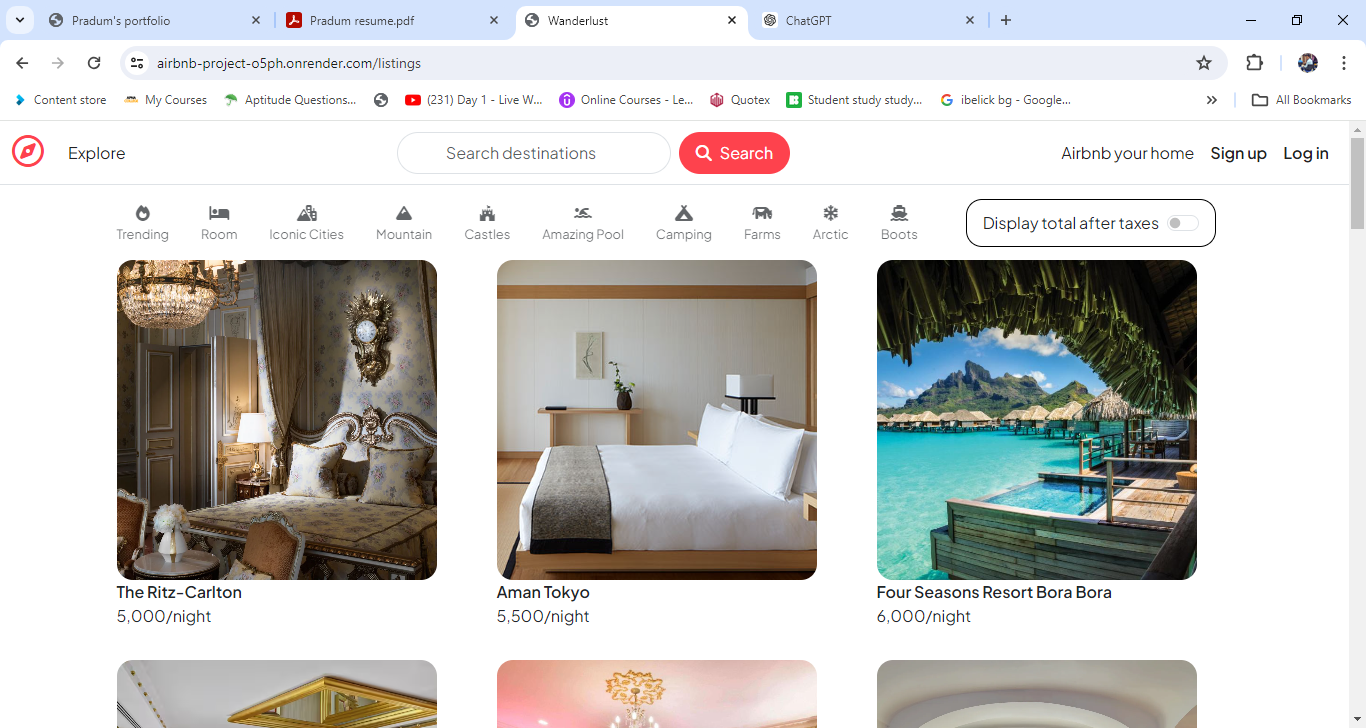 Pradum's portfolio
Pradum resume.pdf
Wanderlust
ChatGPT
airbnb-project-o5ph.onrender.com/listings
Content store
My Courses
Aptitude Questions...
(231) Day 1 - Live W...
Online Courses - Le...
Quotex
Student study study...
ibelick bg - Google...
All Bookmarks
Explore
Search destinations
Search
Airbnb your home
Sign up
Log in
Trending
Room
Iconic Cities
Mountain
Castles
Amazing Pool
Camping
Farms
Arctic
Boots
Display total after taxes
The Ritz-Carlton
5,000/night
Aman Tokyo
5,500/night
Four Seasons Resort Bora Bora
6,000/night